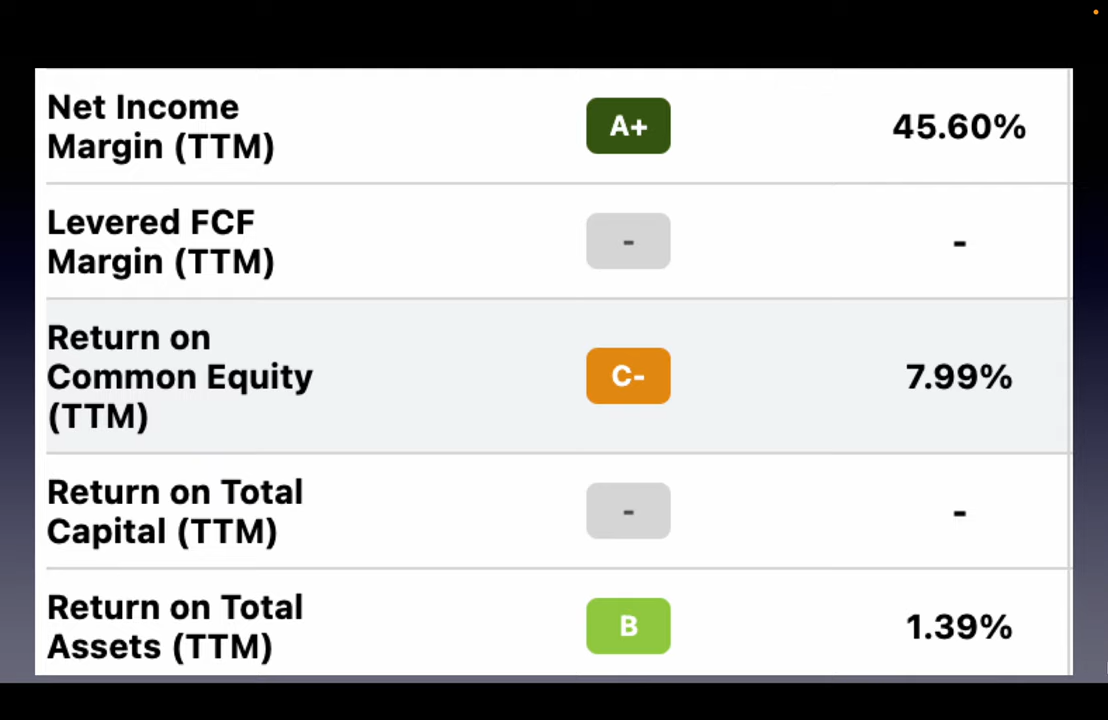 Net Income
Margin (TTM)
A+
45.60%
Levered FCF
Margin (TTM)
-
-
Return on
Common Equity
(TTM)
C-
7.99%
Return on Total
Capital (TTM)
-
-
Return on Total
Assets (TTM)
B
1.39%